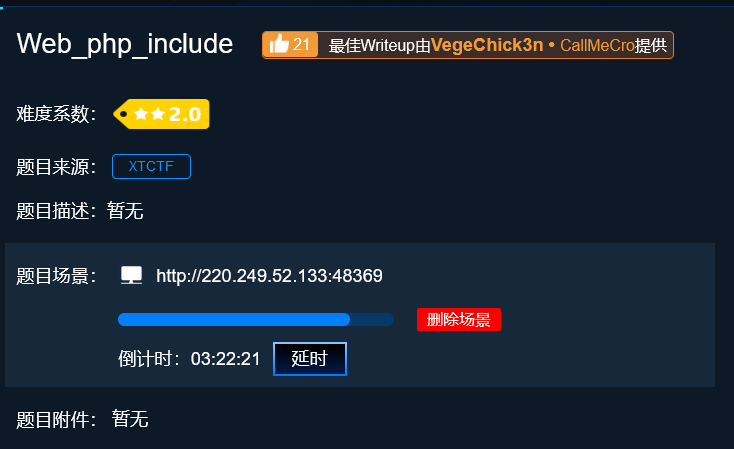 Web_php_include 21 最佳Writeup由VegeChick3n • CallMeCro提供
难度系数： 2.0
题目来源： XTCTF
题目描述：暂无
题目场景： http://220.249.52.133:48369
删除场景
倒计时：03:22:21 延时
题目附件：暂无